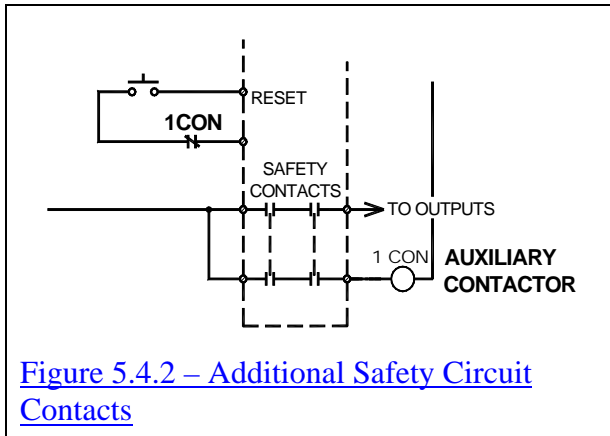 RESET
1CON
SAFETY
CONTACTS
TO OUTPUTS
1 CON
AUXILIARY
CONTACTOR
Figure 5.4.2 – Additional Safety Circuit
Contacts